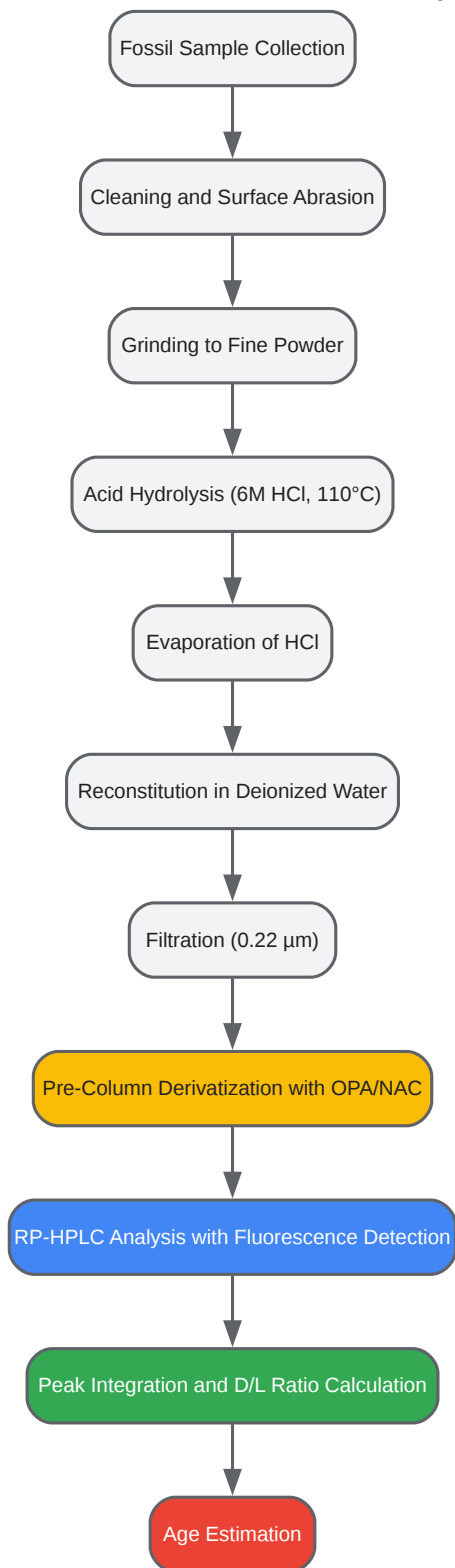 Fossil Sample Collection
Cleaning and Surface Abrasion
Grinding to Fine Powder
Acid Hydrolysis (6M HCl, 110°C)
Evaporation of HCl
Reconstitution in Deionized Water
Filtration (0.22 µm)
Pre-Column Derivatization with OPA/NAC
RP-HPLC Analysis with Fluorescence Detection
Peak Integration and D/L Ratio Calculation
Age Estimation